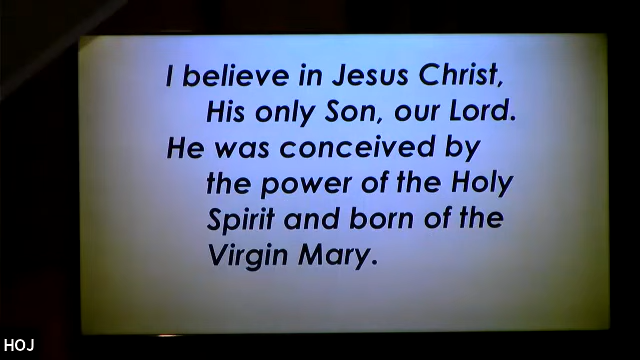 I believe in Jesus Christ,
His only Son, our Lord.
He was conceived by
the power of the Holy
Spirit and born of the
Virgin Mary.
HOJ